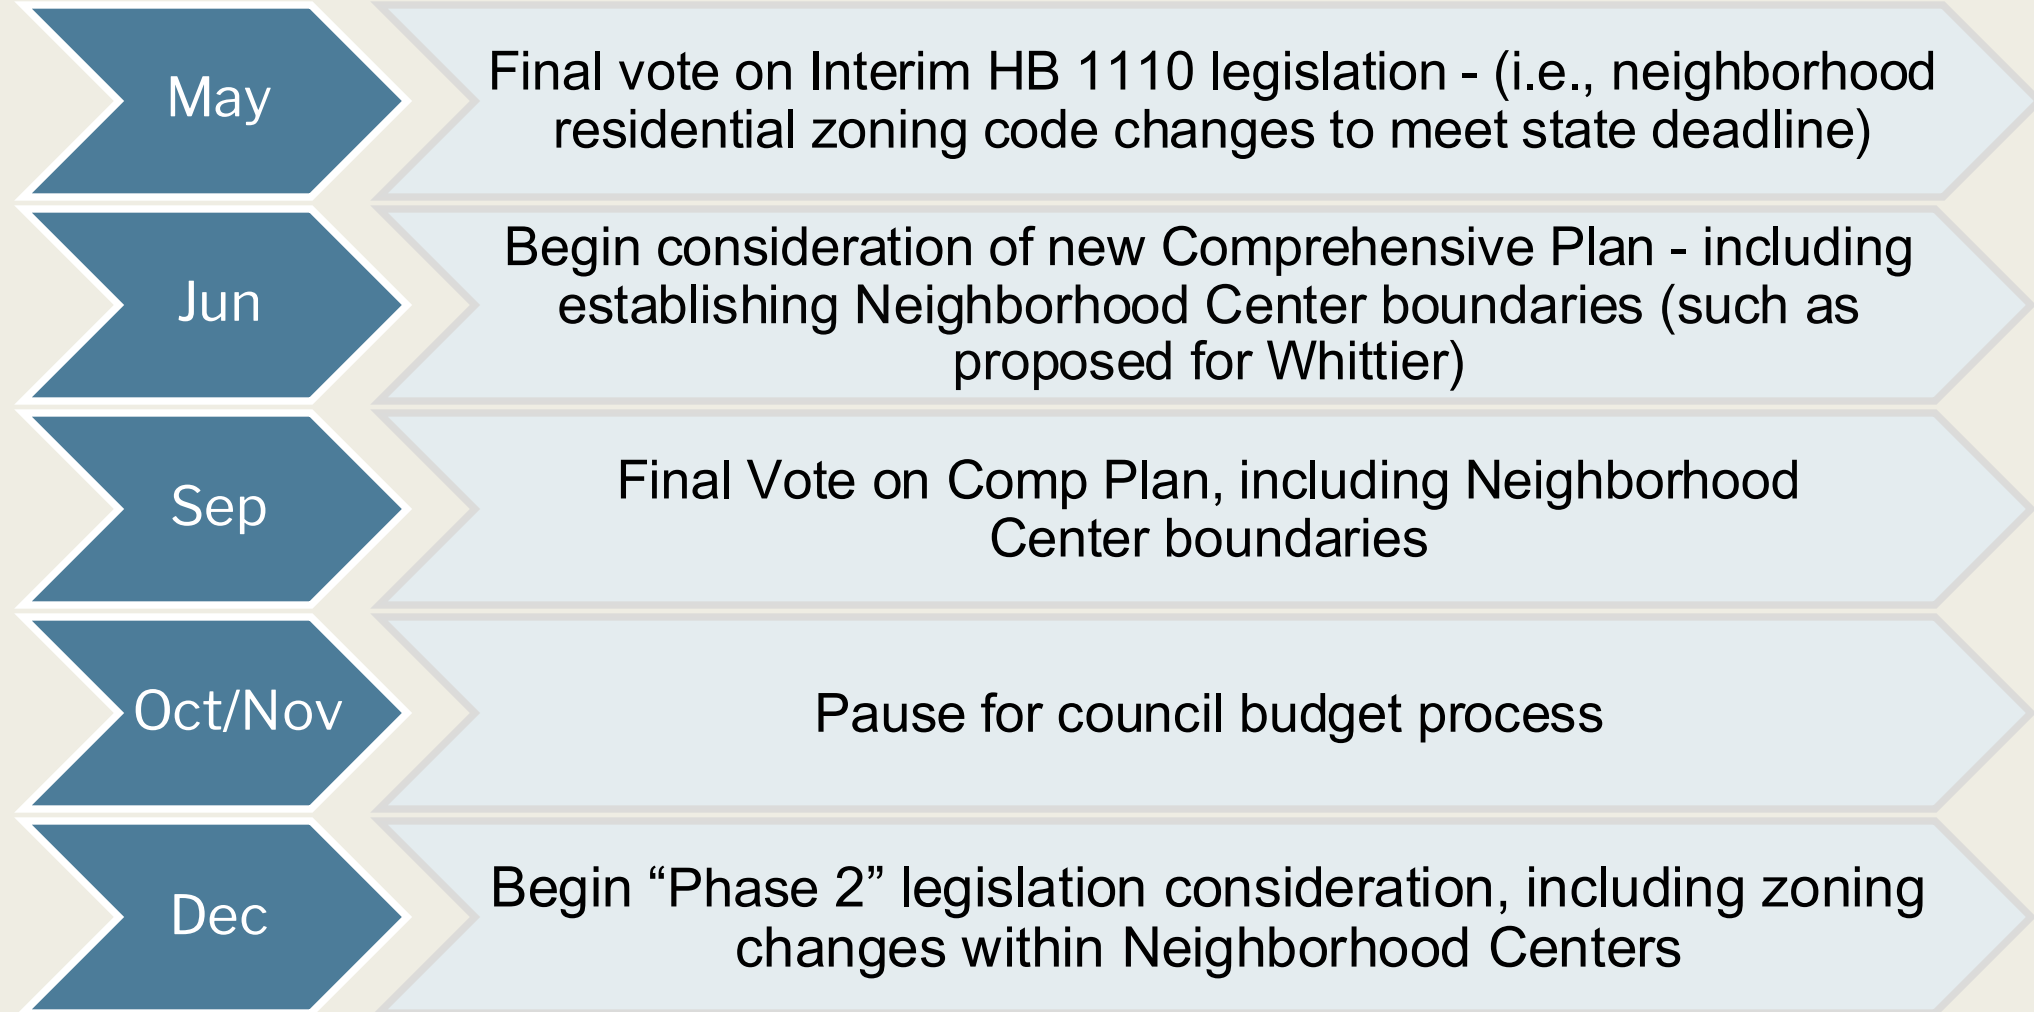 May
Final vote on Interim HB 1110 legislation - (i.e., neighborhood
residential zoning code changes to meet state deadline)
Jun
Begin consideration of new Comprehensive Plan - including
establishing Neighborhood Center boundaries (such as
proposed for Whittier)
Sep
Final Vote on Comp Plan, including Neighborhood
Center boundaries
Oct/Nov
Pause for council budget process
Dec
Begin “Phase 2” legislation consideration, including zoning
changes within Neighborhood Centers